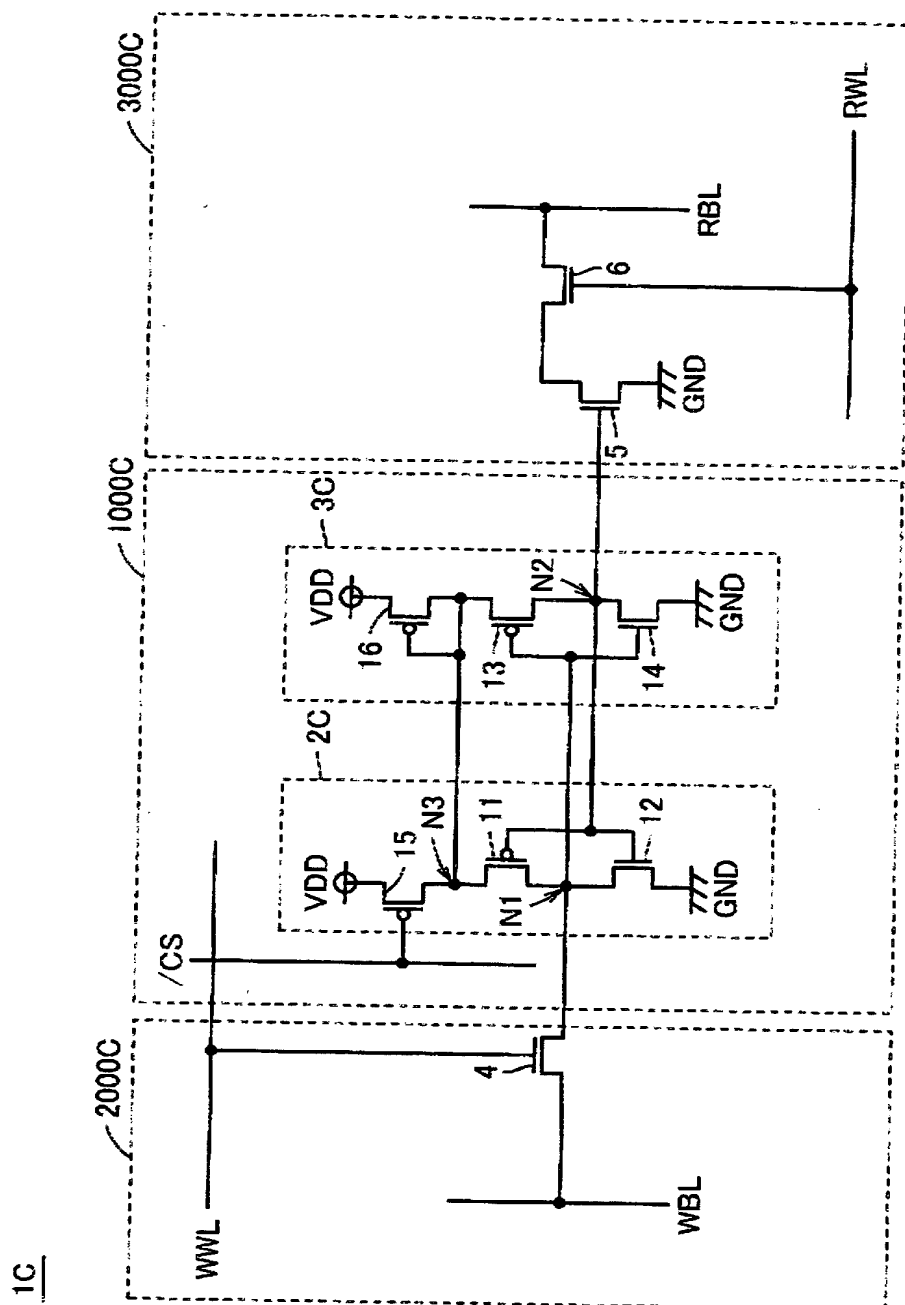 1C
2000C
1000C
3000C
WWL
/CS
2C
3C
VDD
VDD
15
16
N3
11
13
N2
N1
12
14
GND
GND
4
WBL
5
GND
6
RBL
RWL